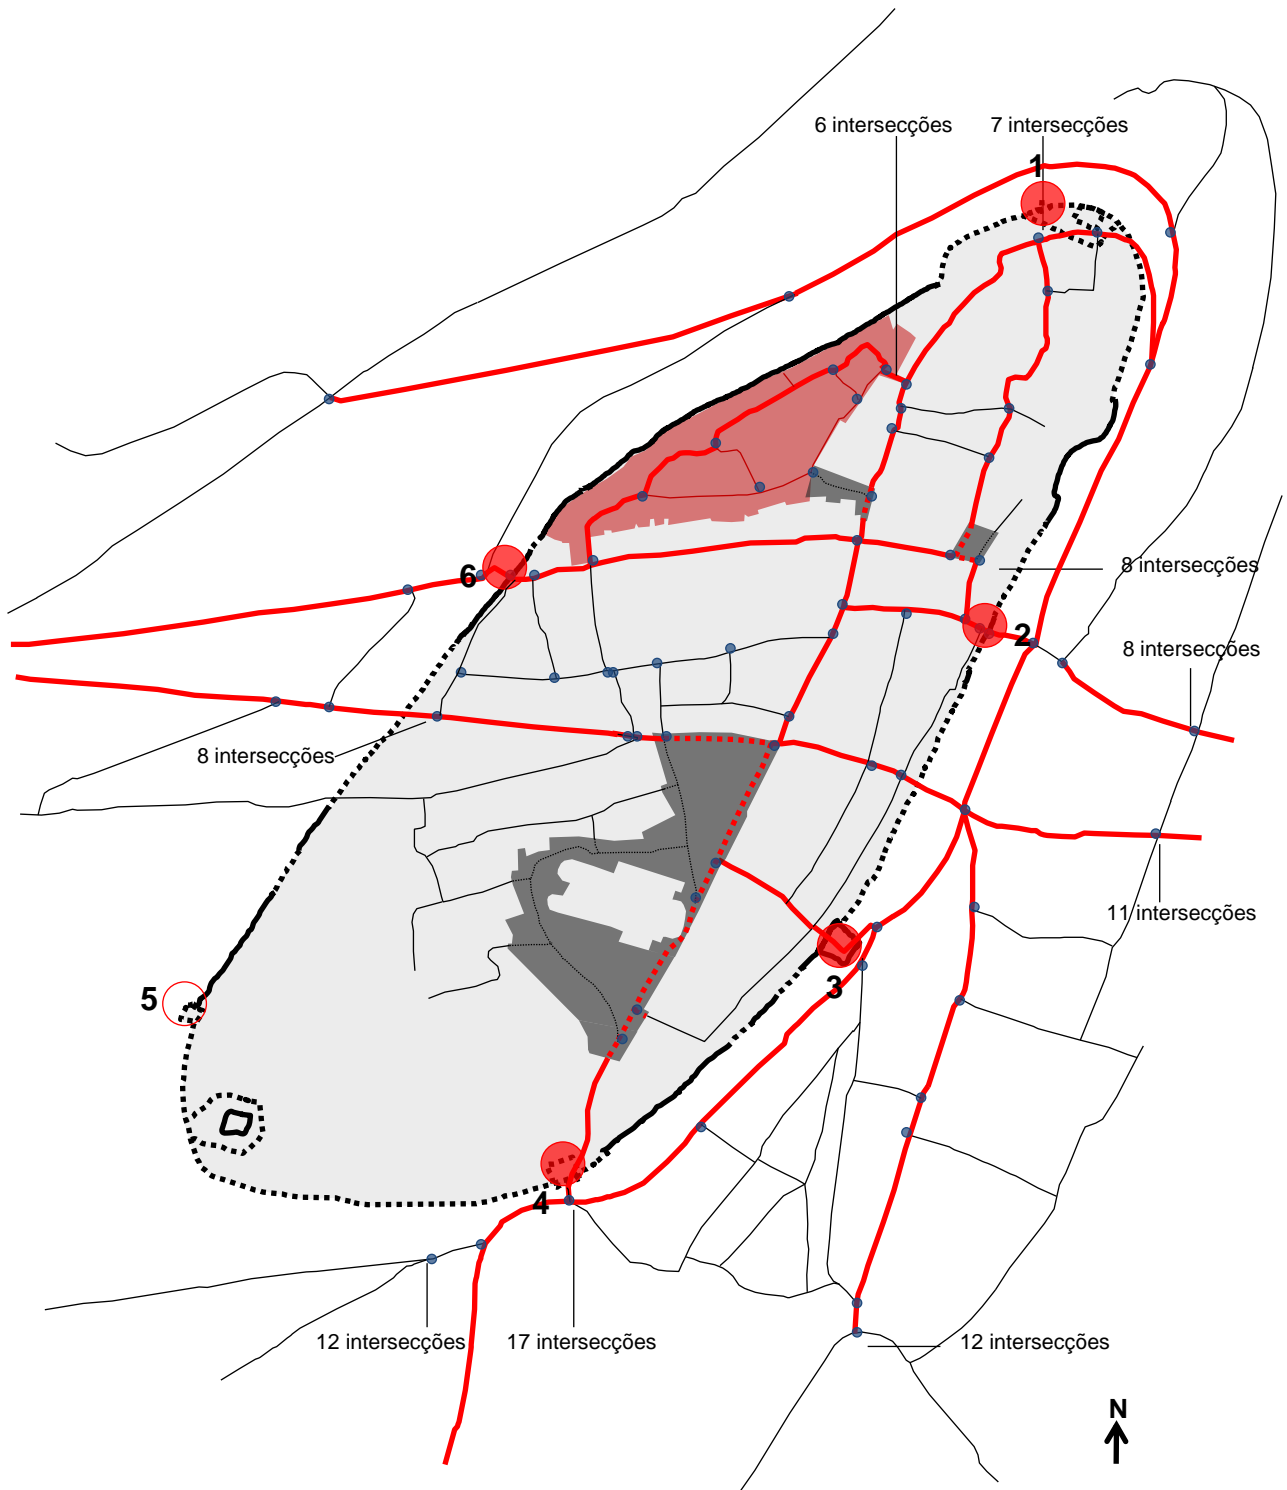 6 intersecções
7 intersecções
1
6
8 intersecções
2
8 intersecções
8 intersecções
11 intersecções
5
3
4
12 intersecções
17 intersecções
12 intersecções
N